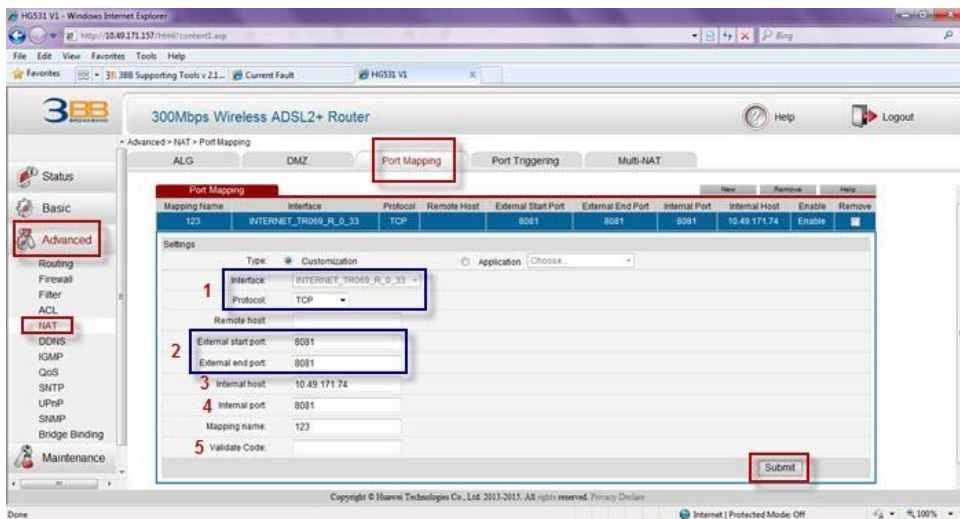 HG531 V1 - Windows Internet Explorer
http://10.49.171.157/html/content1.asp
Bing
File Edit View Favorites Tools Help
Favorites 3BB Supporting Tools v 2.1... Current Fault HG531 V1
3BB
BROADBAND
300Mbps Wireless ADSL2+ Router
Help
Logout
Advanced > NAT > Port Mapping
ALG DMZ Port Mapping Port Triggering Multi-NAT
Status
Basic
Advanced
Routing
Firewall
Filter
ACL
NAT
DDNS
IGMP
QoS
SNTP
UPnP
SNMP
Bridge Binding
Maintenance
Port Mapping New Remove Help
Mapping Name Interface Protocol Remote Host External Start Port External End Port Internal Port Internal Host Enable Remove
123 INTERNET_TR069_R_0_33 TCP 8081 8081 8081 10.49.171.74 Enable
Settings
Type: Customization Application Choose...
1
Interface: INTERNET_TR069_R_0_33
Protocol: TCP
Remote host:
2
External start port: 8081
External end port: 8081
3 Internal host: 10.49.171.74
4 Internal port: 8081
Mapping name: 123
5 Validate Code:
Submit
Copyright © Huawei Technologies Co., Ltd. 2013-2015. All rights reserved. Privacy Declare
Done
Internet | Protected Mode: Off
100%